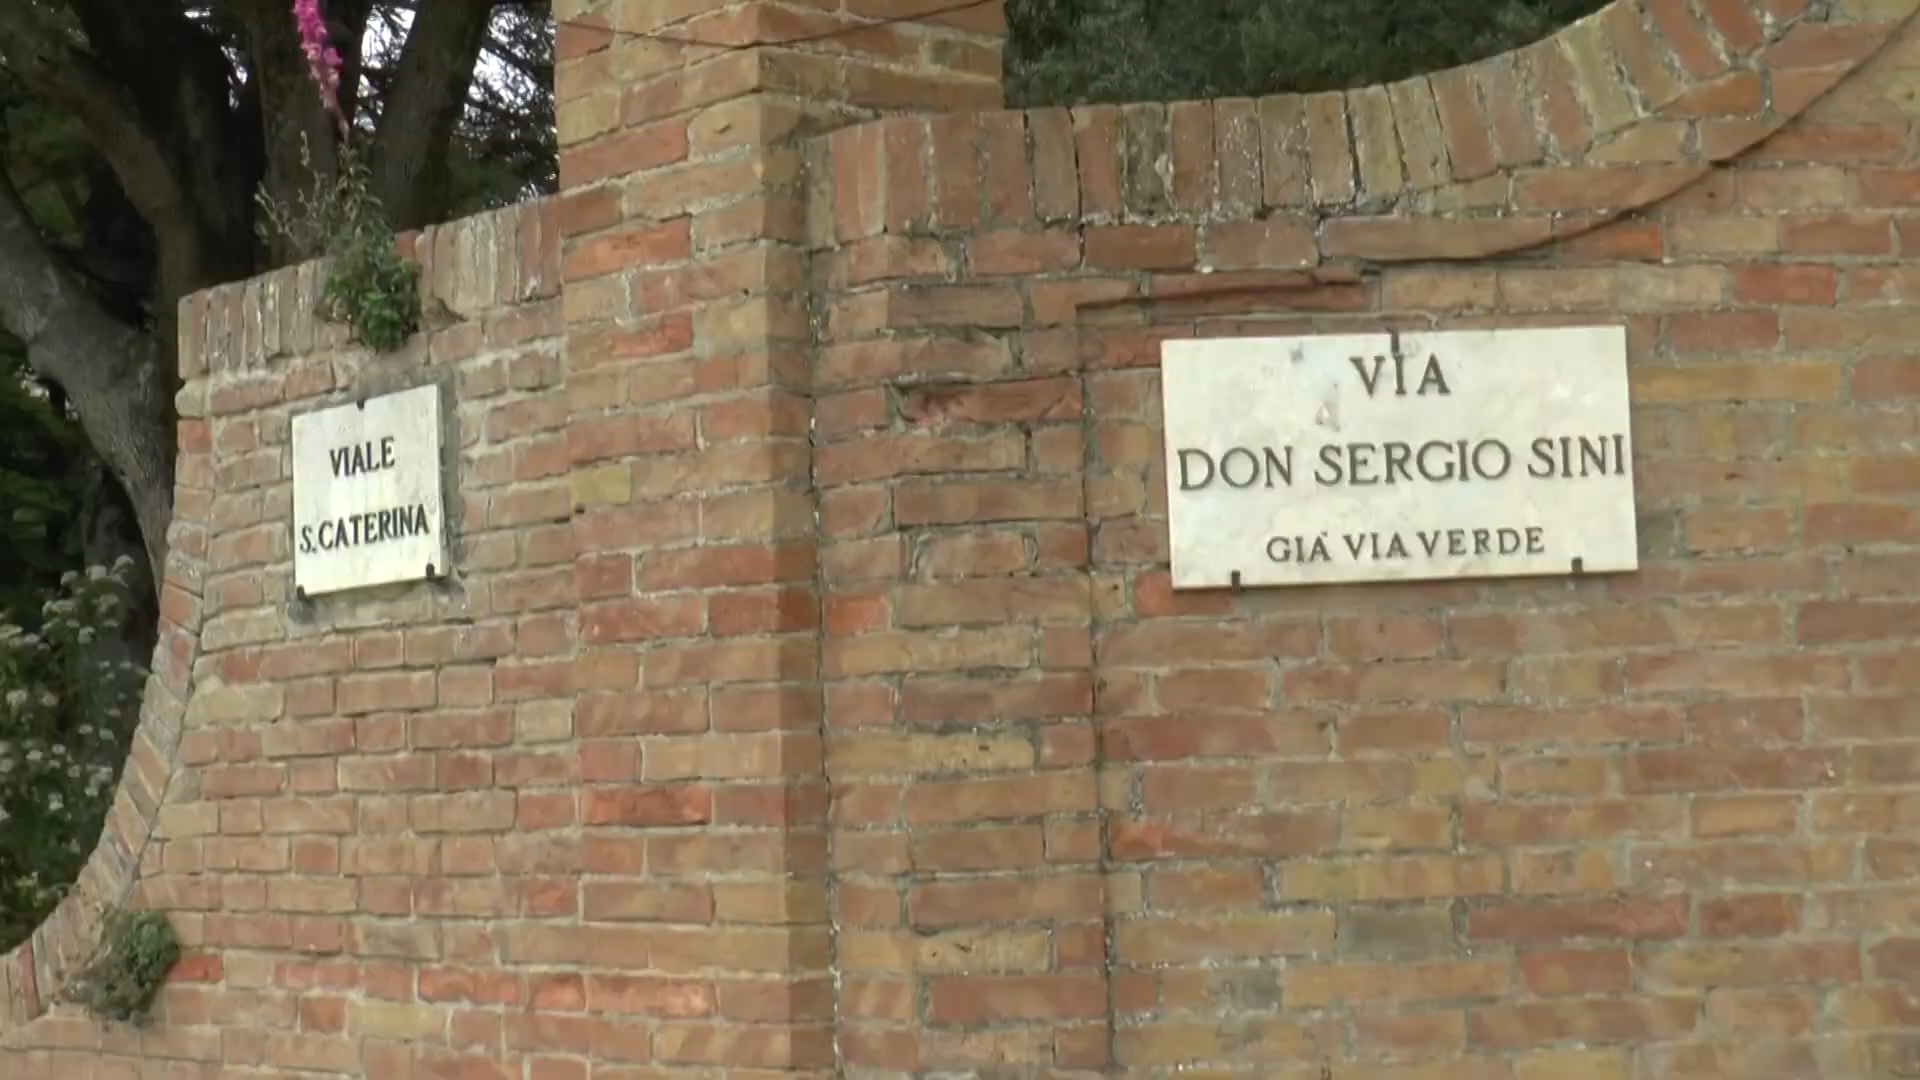 VIALE
S. CATERINA
VIA
DON SERGIO SINI
GIÀ VIA VERDE